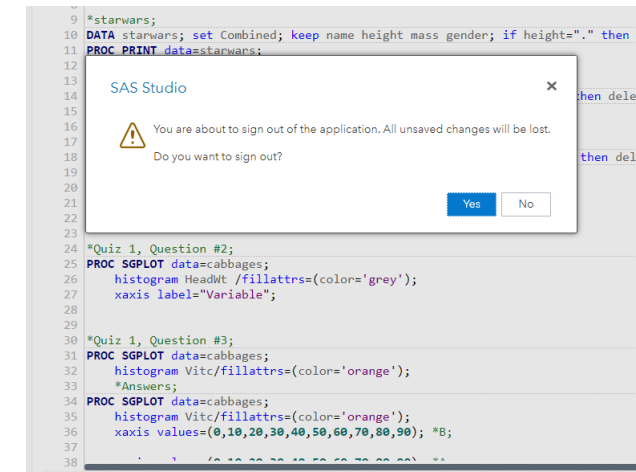 9 *starwars;
10 DATA starwars; set Combined; keep name height mass gender; if height="." then
11 PROC PRINT data=starwars;
12
13
14 then dele
15
16
17
18 then del
19
20
21
22
23
SAS Studio
You are about to sign out of the application. All unsaved changes will be lost.
Do you want to sign out?
Yes No
24 *Quiz 1, Question #2;
25 PROC SGPLOT data=cabbages;
26 histogram HeadWt /fillattrs=(color='grey');
27 xaxis label="Variable";
28
29
30 *Quiz 1, Question #3;
31 PROC SGPLOT data=cabbages;
32 histogram Vitc/fillattrs=(color='orange');
33 *Answers;
34 PROC SGPLOT data=cabbages;
35 histogram Vitc/fillattrs=(color='orange');
36 xaxis values=(0,10,20,30,40,50,60,70,80,90); *B;
37
38